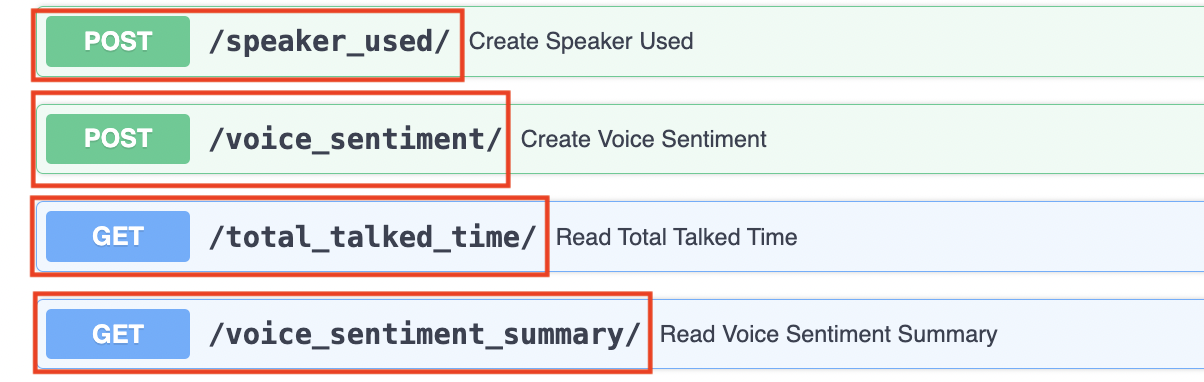 POST /speaker_used/ Create Speaker Used
POST /voice_sentiment/ Create Voice Sentiment
GET /total_talked_time/ Read Total Talked Time
GET /voice_sentiment_summary/ Read Voice Sentiment Summary